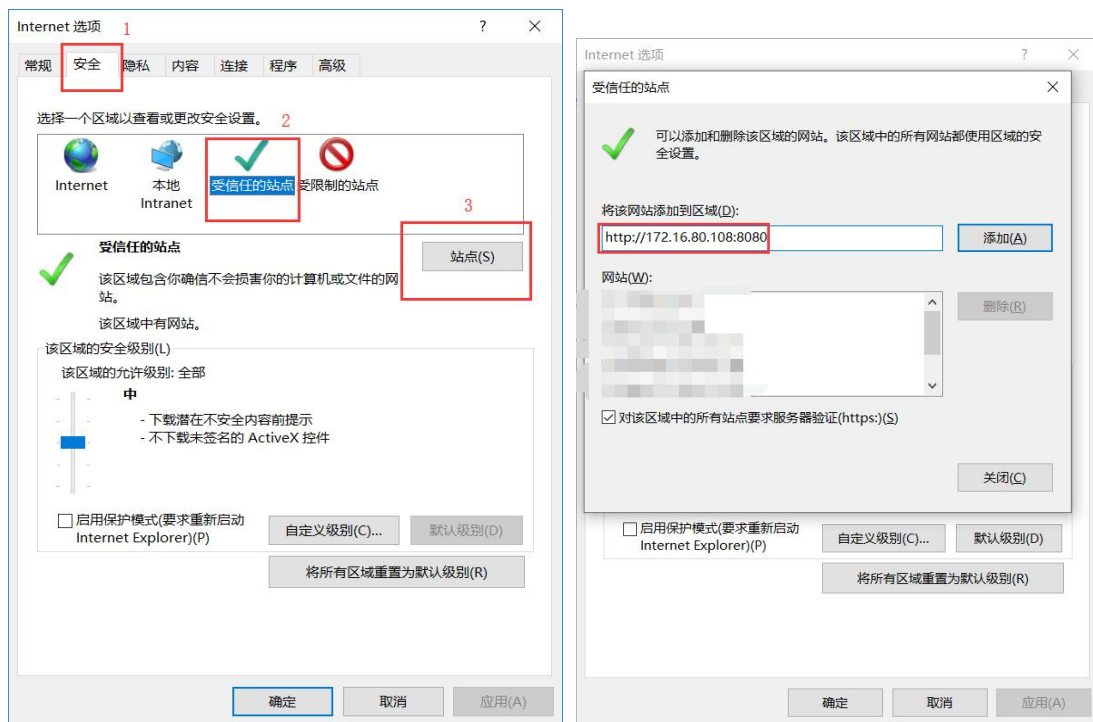 Internet 选项
1
?
×
常规
安全
隐私
内容
连接
程序
高级
选择一个区域以查看或更改安全设置。
2
Internet
本地
Intranet
受信任的站点
受限制的站点
3
受信任的站点
站点(S)
该区域包含你确信不会损害你的计算机或文件的网
站。
该区域中有网站。
该区域的安全级别(L)
该区域的允许级别: 全部
中
- 下载潜在不安全内容前提示
- 不下载未签名的 ActiveX 控件
启用保护模式(要求重新启动
Internet Explorer)(P)
自定义级别(C)...
默认级别(D)
将所有区域重置为默认级别(R)
确定
取消
应用(A)
Internet 选项
?
×
受信任的站点
×
可以添加和删除该区域的网站。该区域中的所有网站都使用区域的安
全设置。
将该网站添加到区域(D):
http://172.16.80.108:8080
添加(A)
网站(W):
删除(R)
对该区域中的所有站点要求服务器验证(https:)(S)
关闭(C)
启用保护模式(要求重新启动
Internet Explorer)(P)
自定义级别(C)...
默认级别(D)
将所有区域重置为默认级别(R)
确定
取消
应用(A)